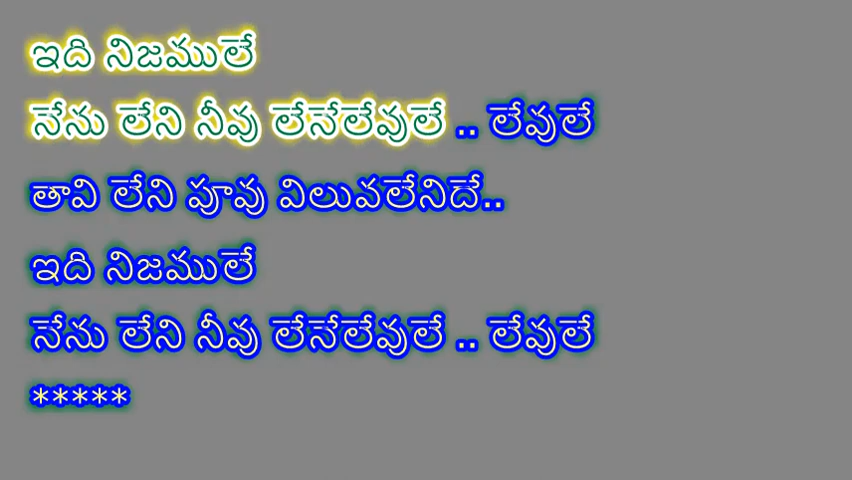 ఇది నిజములే
నేను లేని నీవు లేనేలేవులే .. లేవులే
తావి లేని పూవు విలువలేనిదే..
ఇది నిజములే
నేను లేని నీవు లేనేలేవులే .. లేవులే
*****